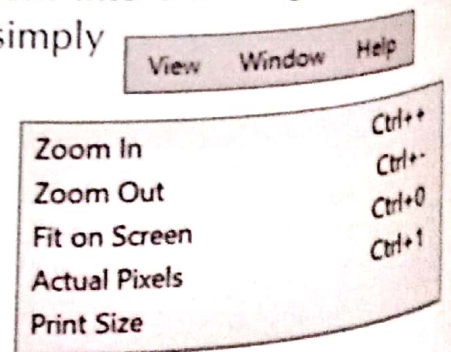 simply
View Window Help
Zoom In Ctrl++
Zoom Out Ctrl+-
Fit on Screen Ctrl+0
Actual Pixels Ctrl+1
Print Size